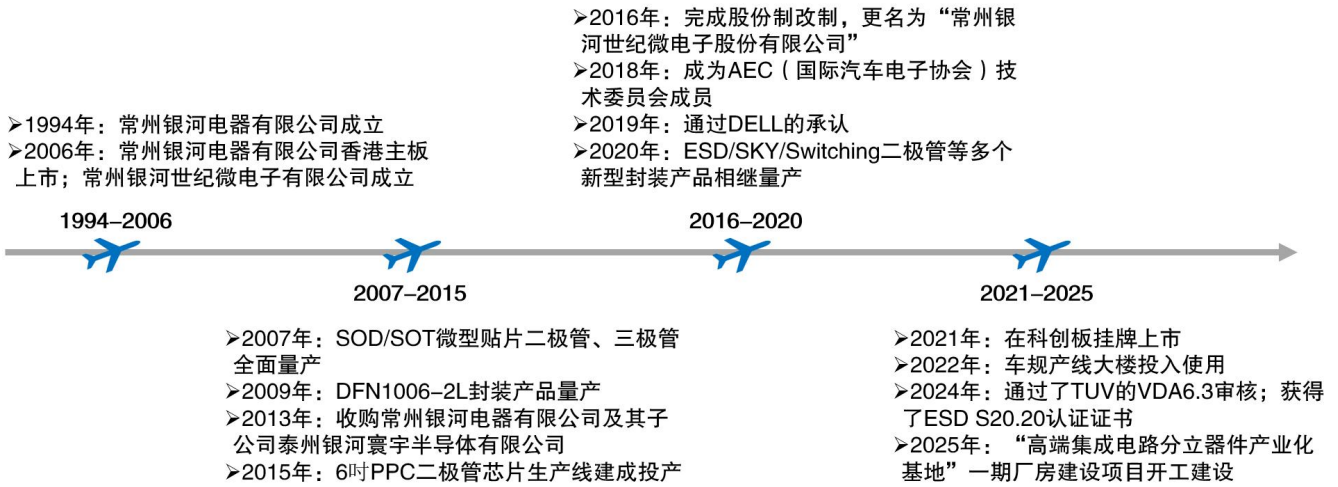 1994–2006
➢1994年：常州银河电器有限公司成立
➢2006年：常州银河电器有限公司香港主板
上市；常州银河世纪微电子有限公司成立
2007–2015
➢2007年：SOD/SOT微型贴片二极管、三极管
全面量产
➢2009年：DFN1006–2L封装产品量产
➢2013年：收购常州银河电器有限公司及其子
公司泰州银河寰宇半导体有限公司
➢2015年：6吋PPC二极管芯片生产线建成投产
2016–2020
➢2016年：完成股份制改制，更名为“常州银
河世纪微电子股份有限公司”
➢2018年：成为AEC（国际汽车电子协会）技
术委员会成员
➢2019年：通过DELL的承认
➢2020年：ESD/SKY/Switching二极管等多个
新型封装产品相继量产
2021–2025
➢2021年：在科创板挂牌上市
➢2022年：车规产线大楼投入使用
➢2024年：通过了TUV的VDA6.3审核；获得
了ESD S20.20认证证书
➢2025年：“高端集成电路分立器件产业化
基地”一期厂房建设项目开工建设